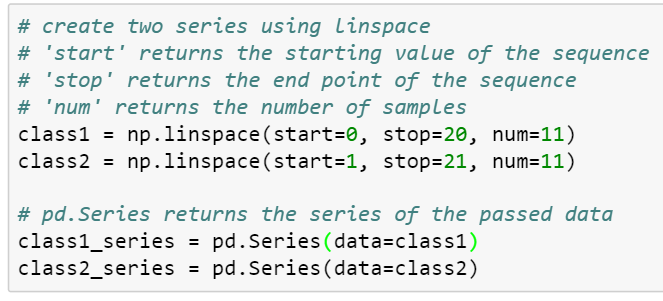 # create two series using linspace
# 'start' returns the starting value of the sequence
# 'stop' returns the end point of the sequence
# 'num' returns the number of samples
class1 = np.linspace(start=0, stop=20, num=11)
class2 = np.linspace(start=1, stop=21, num=11)
# pd.Series returns the series of the passed data
class1_series = pd.Series(data=class1)
class2_series = pd.Series(data=class2)